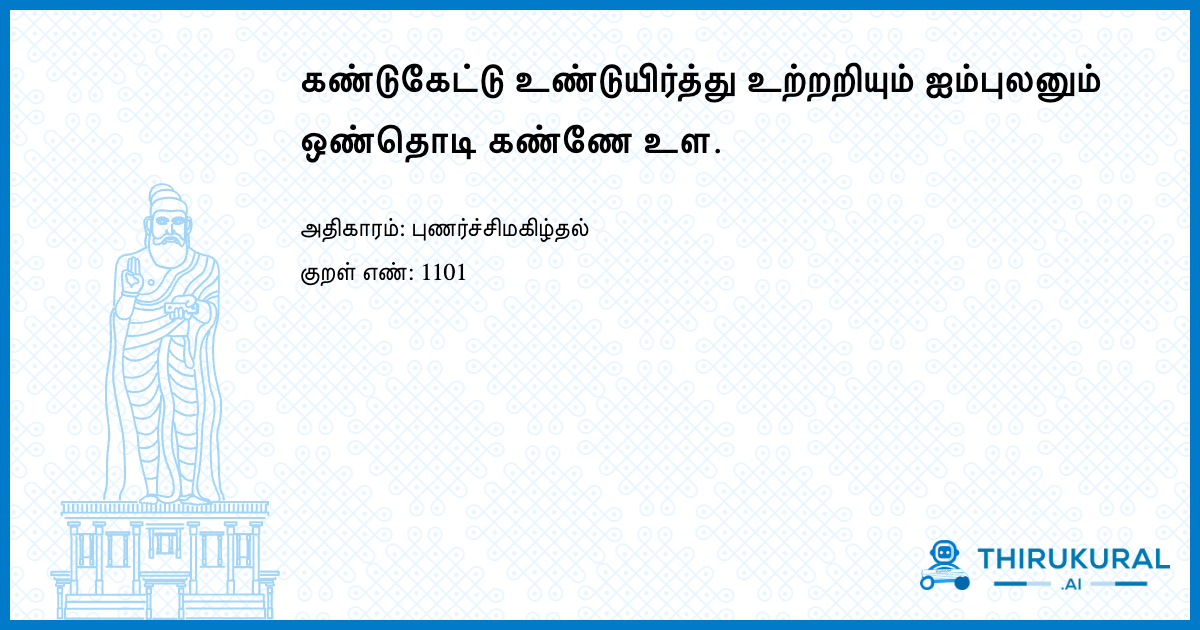 கண்டுகேட்டு உண்டுயிர்த்து உற்றறியும் ஐம்புலனும்
ஒண்தொடி கண்ணே உள.
அதிகாரம்: புணர்ச்சிமகிழ்தல்
குறள் எண்: 1101
THIRUKURAL
.AI